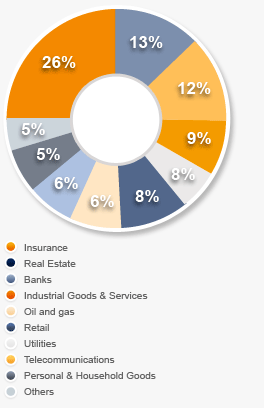 26%
13%
12%
9%
8%
8%
6%
6%
5%
5%
Insurance
Real Estate
Banks
Industrial Goods & Services
Oil and gas
Retail
Utilities
Telecommunications
Personal & Household Goods
Others